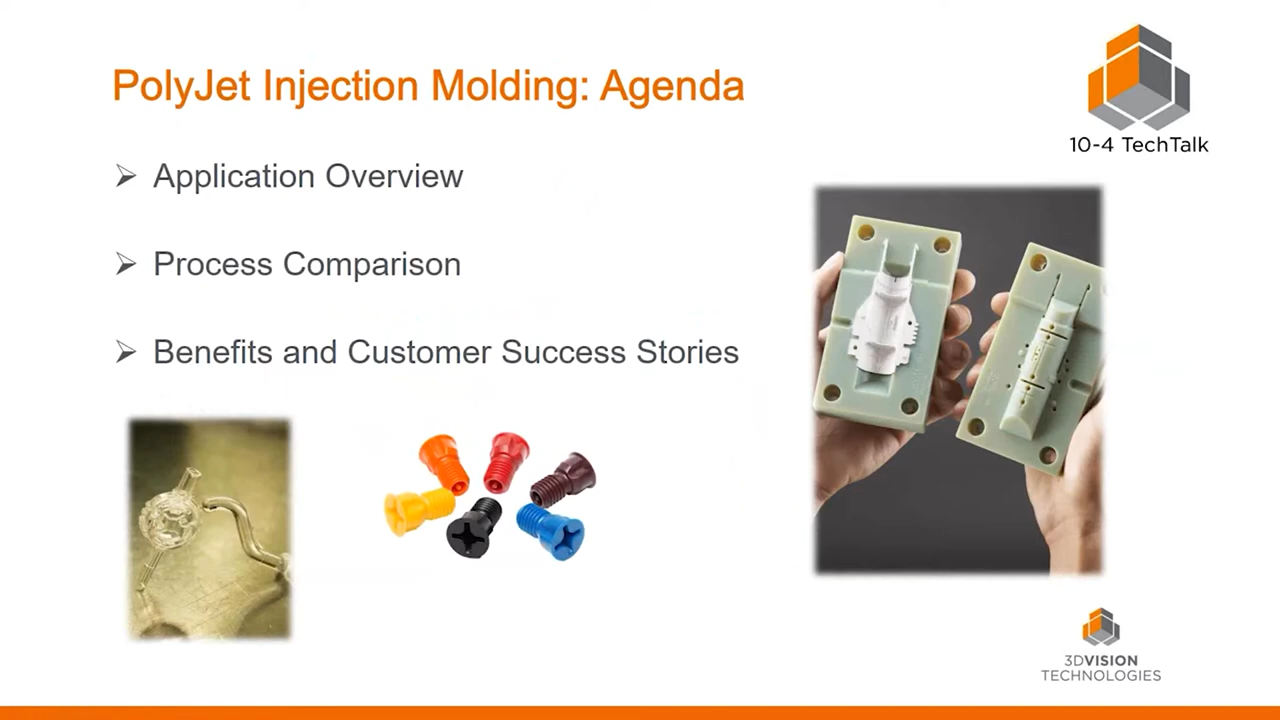 PolyJet Injection Molding: Agenda
10-4 TechTalk
Application Overview
Process Comparison
Benefits and Customer Success Stories
3DVISION
TECHNOLOGIES